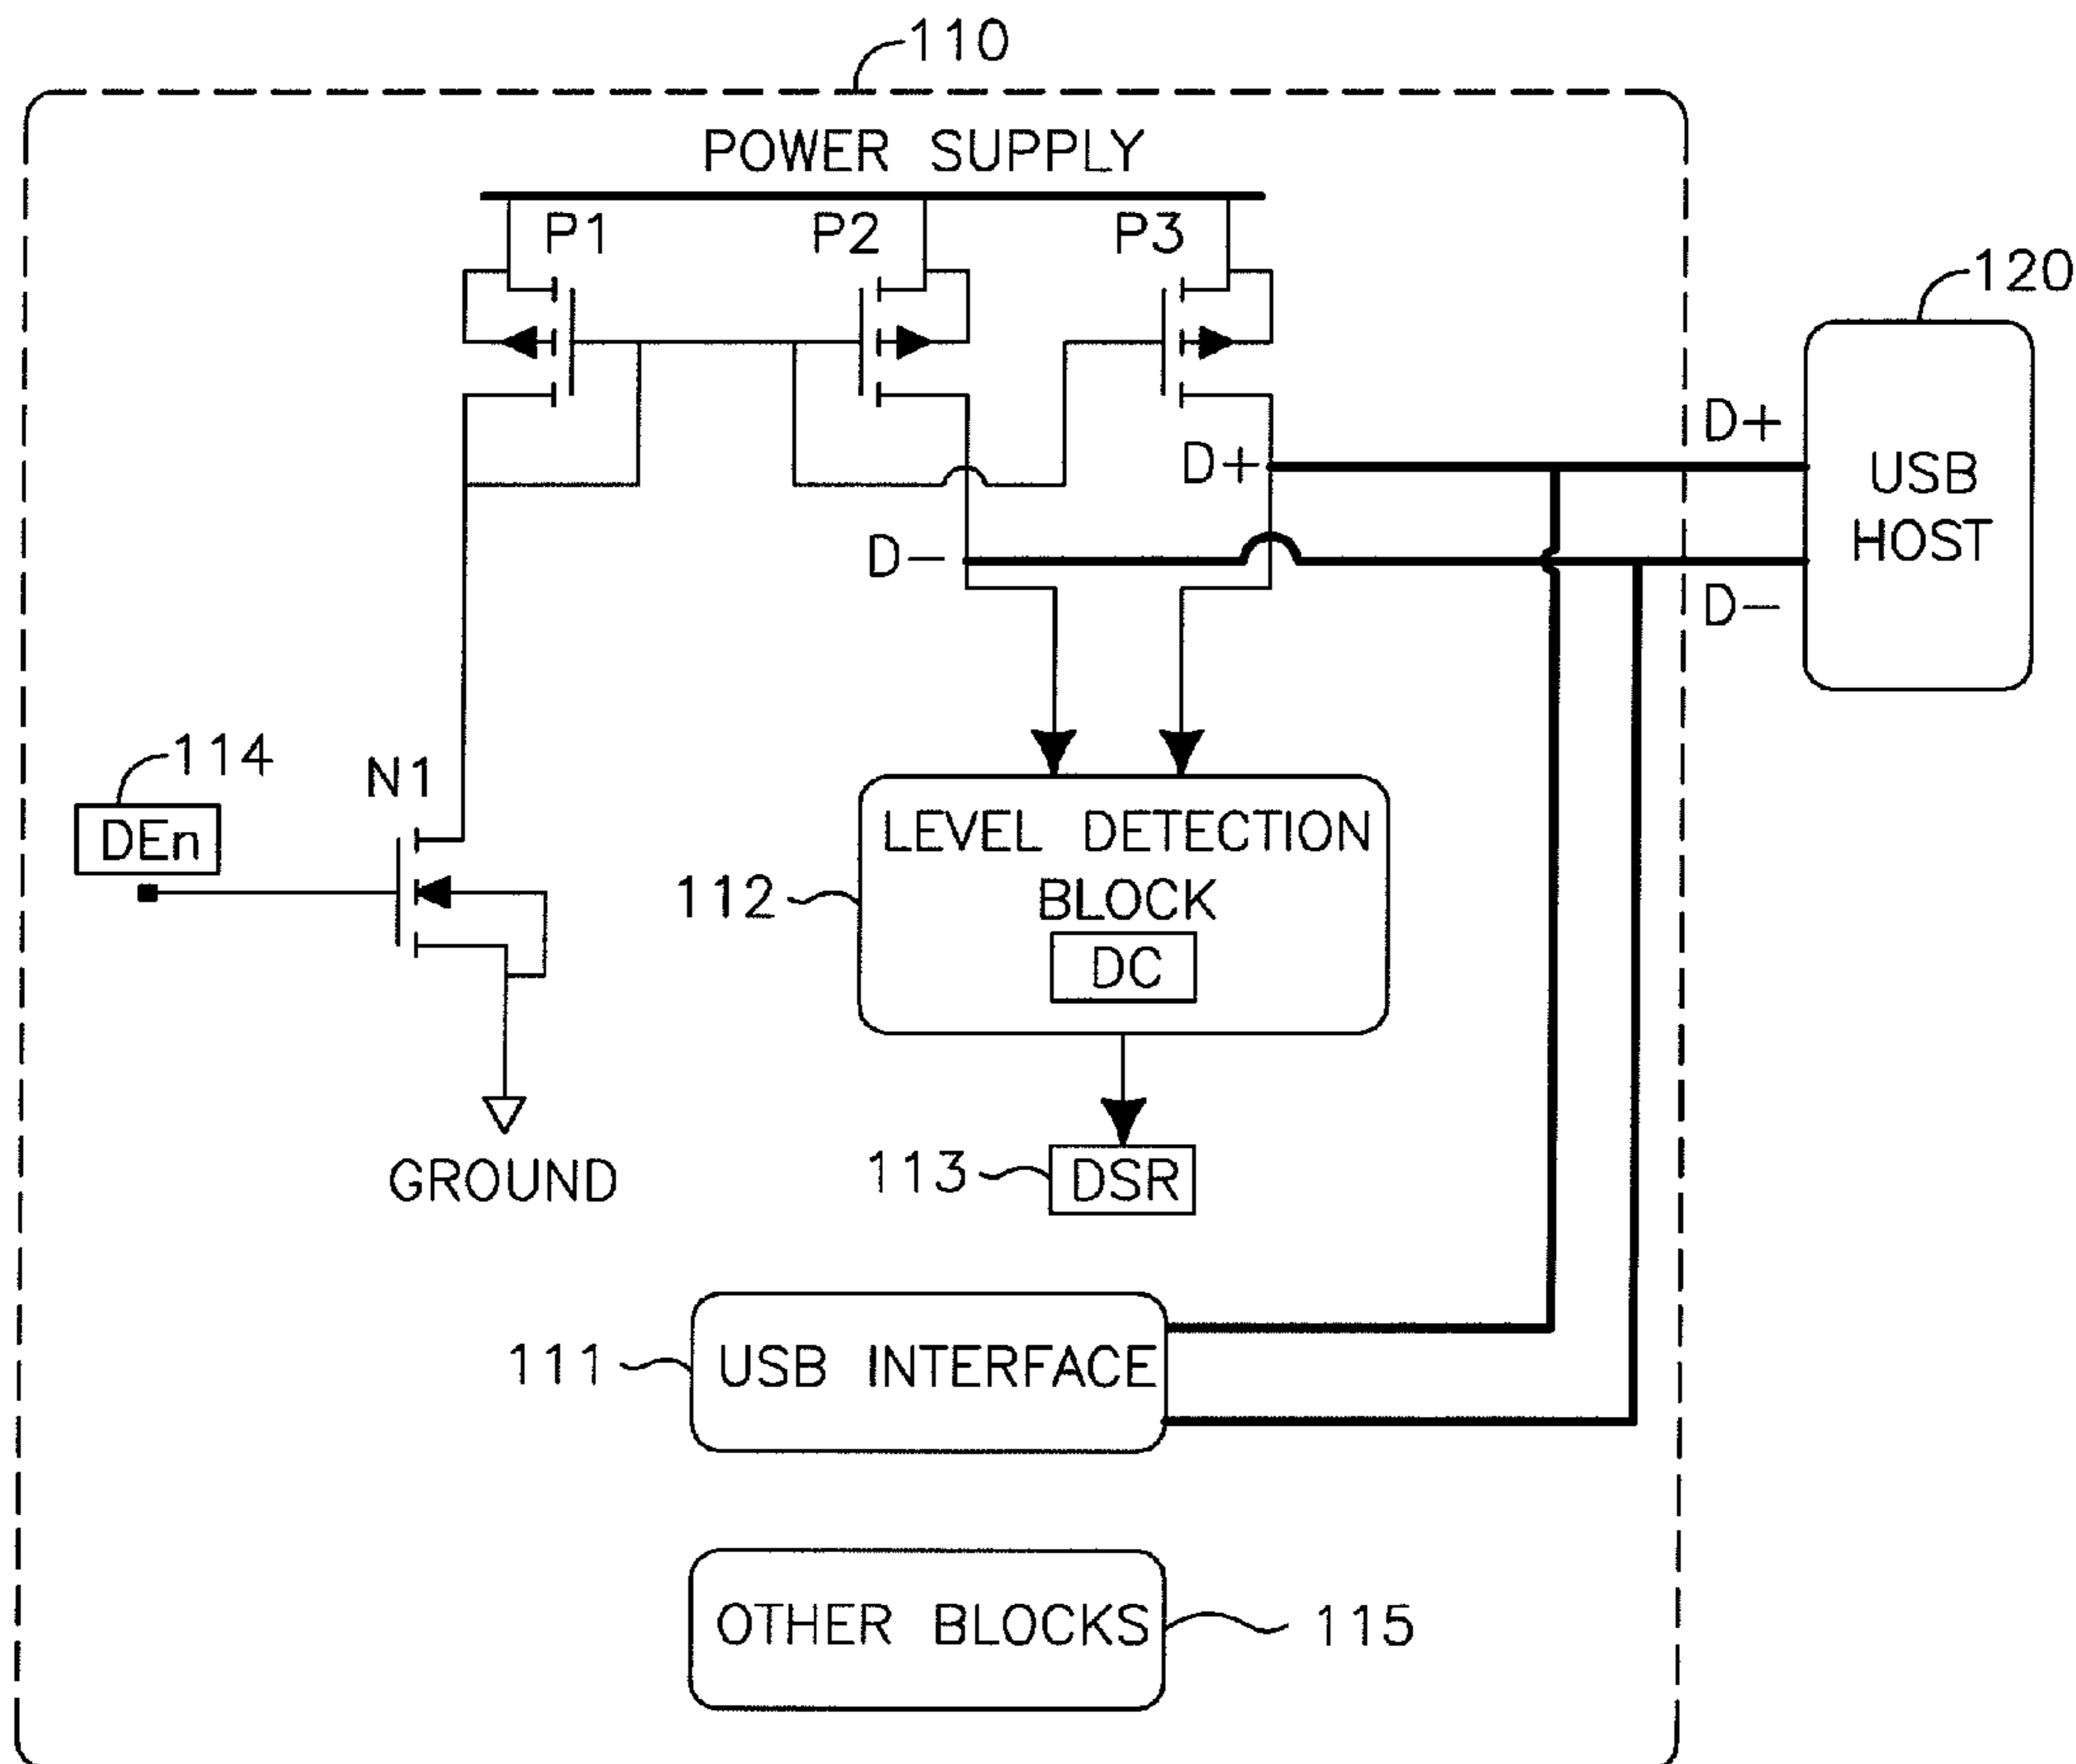 110
POWER SUPPLY
P1
P2
P3
120
D+
D+
USB
HOST
D-
D-
114
N1
DEn
LEVEL DETECTION
BLOCK
112
DC
113
DSR
GROUND
111
USB INTERFACE
OTHER BLOCKS
115